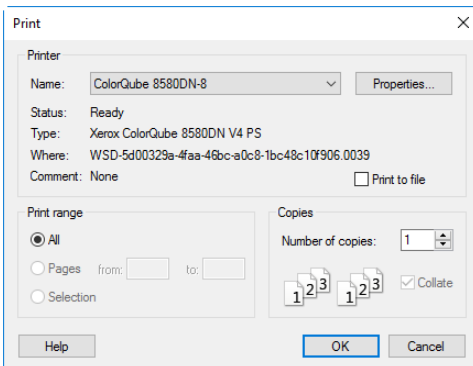 Print
Printer
Name: ColorQube 8580DN-8 Properties...
Status: Ready
Type: Xerox ColorQube 8580DN V4 PS
Where: WSD-5d00329a-4faa-46bc-a0c8-1bc48c10f906.0039
Comment: None Print to file
Print range
All
Pages from: to:
Selection
Copies
Number of copies: 1
1 2 3 1 2 3 Collate
Help OK Cancel